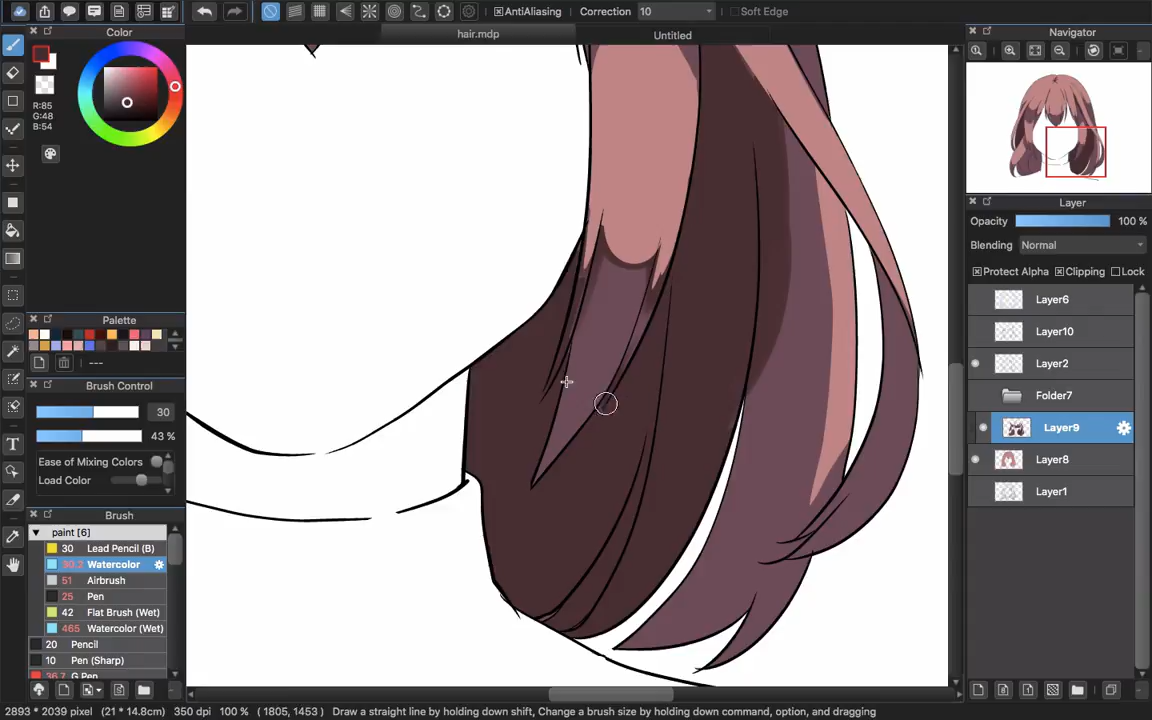 AntiAliasing Correction 10 Soft Edge
hair.mdp Untitled
Color
R:85
G:48
B:54
Palette
---
Brush Control
30
43 %
Ease of Mixing Colors
Load Color
Brush
paint [6]
30 Lead Pencil (B)
30.2 Watercolor
51 Airbrush
25 Pen
42 Flat Brush (Wet)
465 Watercolor (Wet)
20 Pencil
10 Pen (Sharp)
36.7 G Pen
Navigator
Layer
Opacity 100 %
Blending Normal
Protect Alpha Clipping Lock
Layer6
Layer10
Layer2
Folder7
Layer9
Layer8
Layer1
2893 * 2039 pixel (21 * 14.8cm) 350 dpi 100 % ( 1805, 1453 ) Draw a straight line by holding down shift, Change a brush size by holding down command, option, and dragging